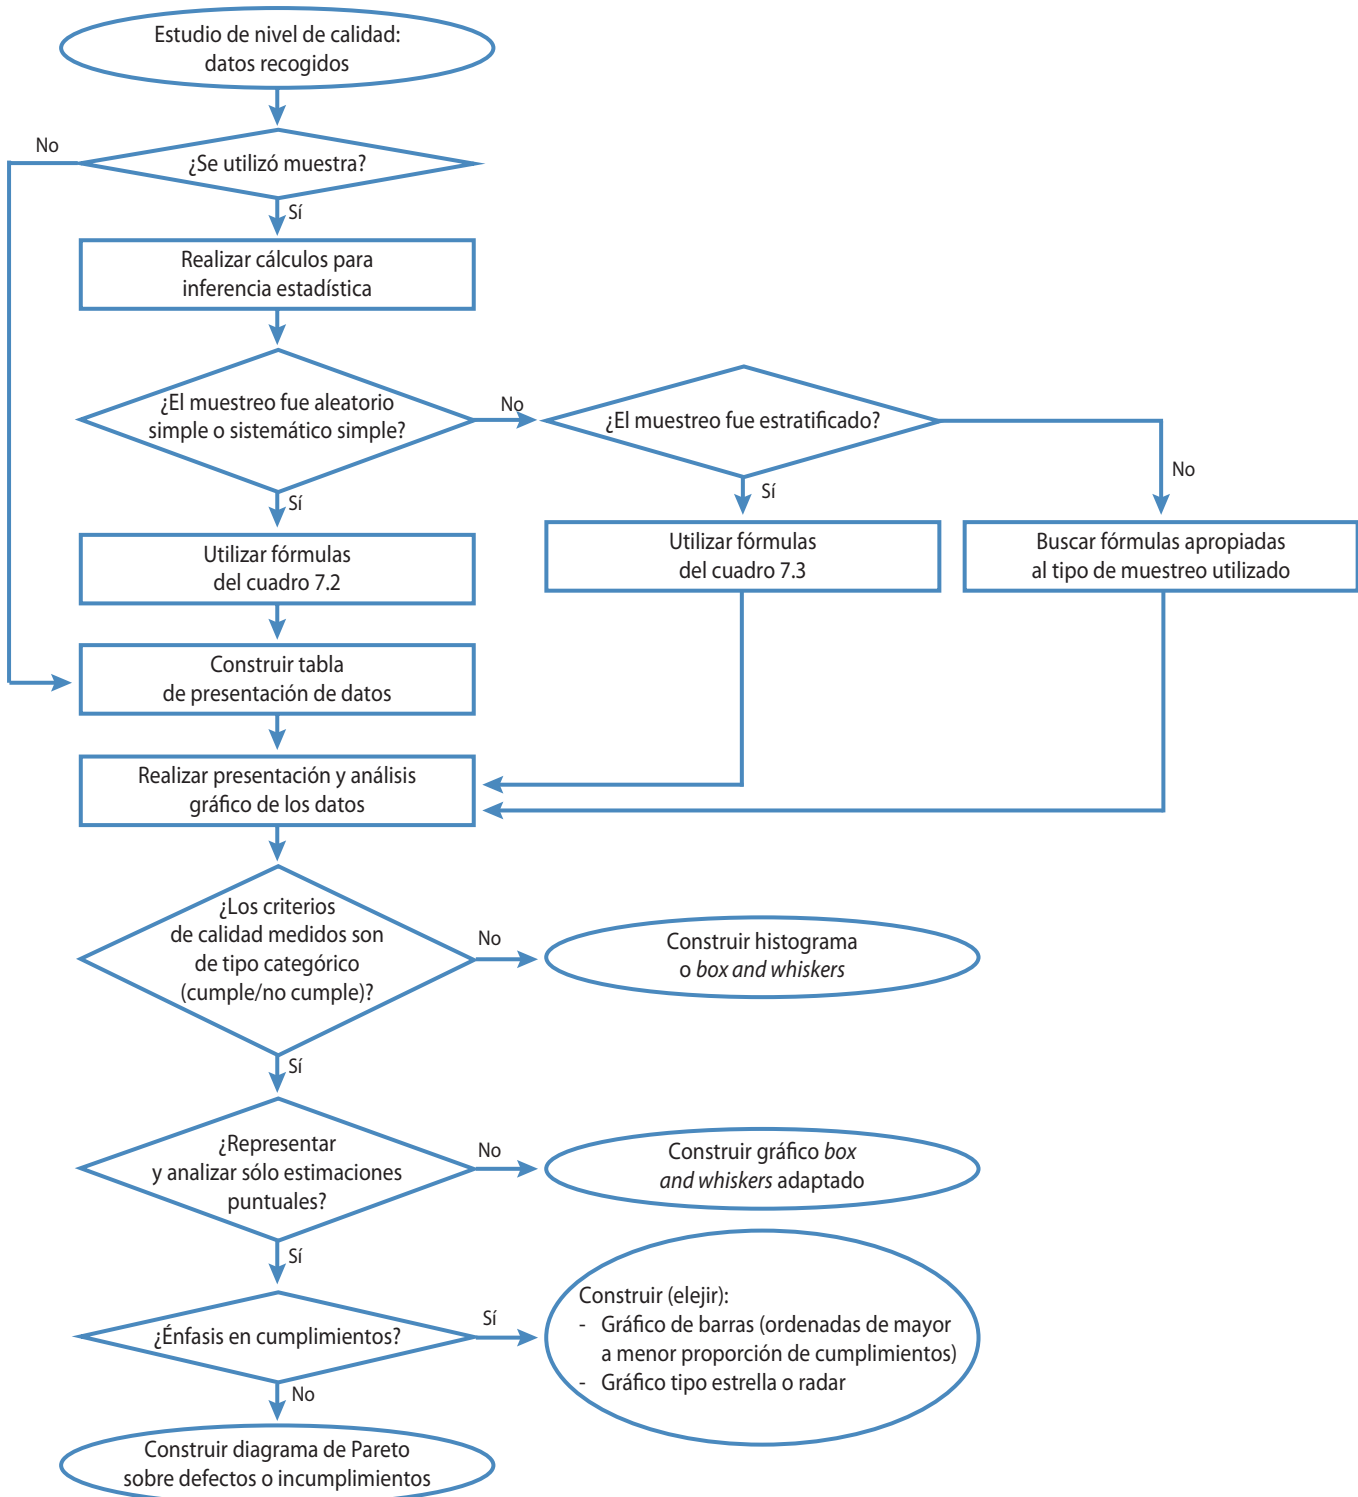 Estudio de nivel de calidad:
datos recogidos
No
¿Se utilizó muestra?
Sí
Realizar cálculos para
inferencia estadística
¿El muestreo fue aleatorio
simple o sistemático simple?
No
¿El muestreo fue estratificado?
No
Sí
Sí
Utilizar fórmulas
del cuadro 7.2
Utilizar fórmulas
del cuadro 7.3
Buscar fórmulas apropiadas
al tipo de muestreo utilizado
Construir tabla
de presentación de datos
Realizar presentación y análisis
gráfico de los datos
¿Los criterios
de calidad medidos son
de tipo categórico
(cumple/no cumple)?
No
Construir histograma
o box and whiskers
Sí
¿Representar
y analizar sólo estimaciones
puntuales?
No
Construir gráfico box
and whiskers adaptado
Sí
¿Énfasis en cumplimientos?
Sí
Construir (elejir):
- Gráfico de barras (ordenadas de mayor
a menor proporción de cumplimientos)
- Gráfico tipo estrella o radar
No
Construir diagrama de Pareto
sobre defectos o incumplimientos